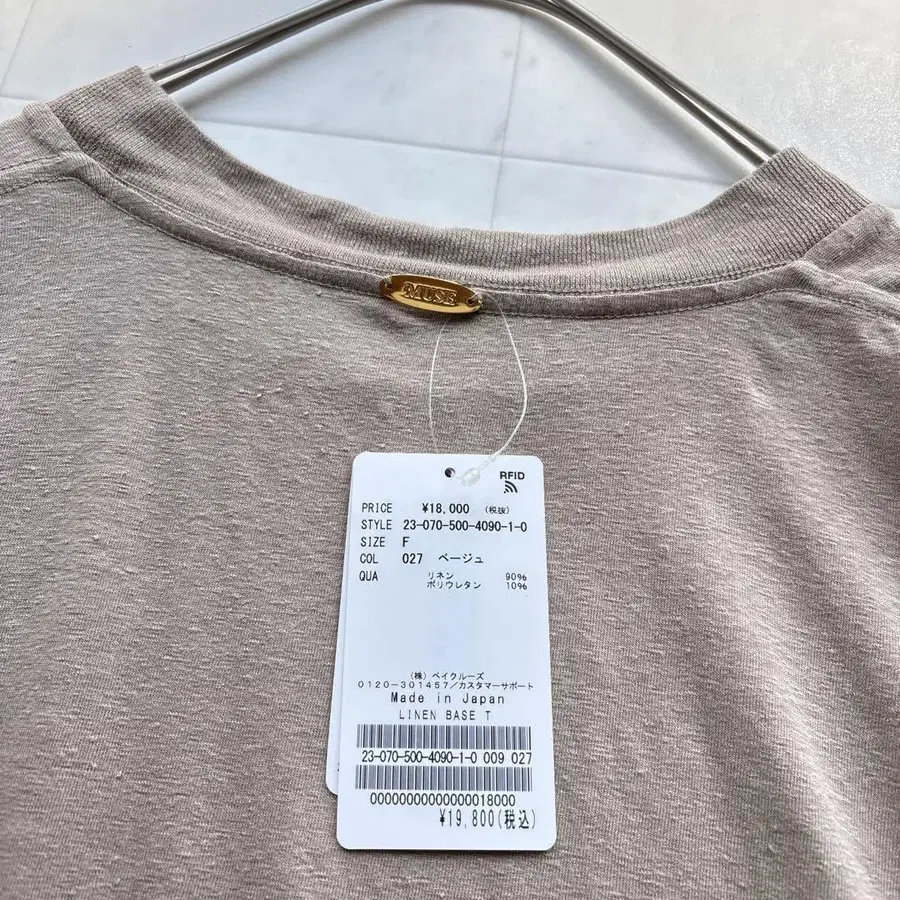 MUSE
RFID
PRICE ¥18,000 (税抜)
STYLE 23-070-500-4090-1-0
SIZE F
COL 027 ベージュ
QUA リネン 90%
ポリウレタン 10%
(株) ベイクルーズ
0120-301457/カスタマーサポート
Made in Japan
LINEN BASE T
23-070-500-4090-1-0 009 027
00000000000000018000
¥19,800(税込)